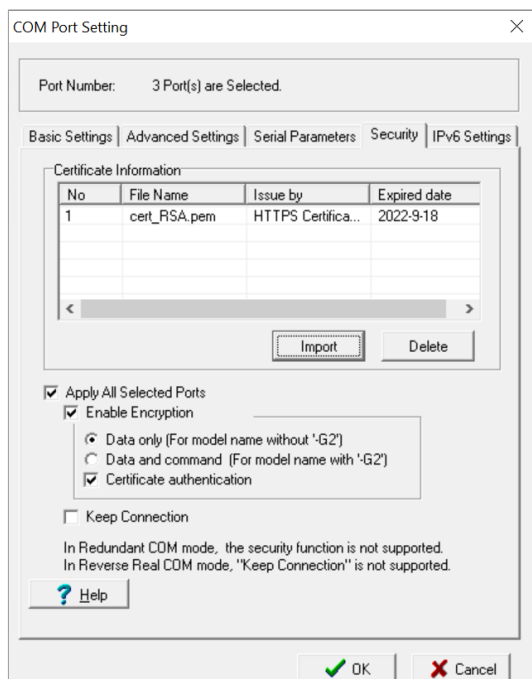 COM Port Setting
Port Number: 3 Port(s) are Selected.
Basic Settings Advanced Settings Serial Parameters Security IPv6 Settings
Certificate Information
No File Name Issue by Expired date
1 cert_RSA.pem HTTPS Certifica... 2022-9-18
Import Delete
Apply All Selected Ports
Enable Encryption
Data only (For model name without '-G2')
Data and command (For model name with '-G2')
Certificate authentication
Keep Connection
In Redundant COM mode, the security function is not supported.
In Reverse Real COM mode, "Keep Connection" is not supported.
Help
OK Cancel